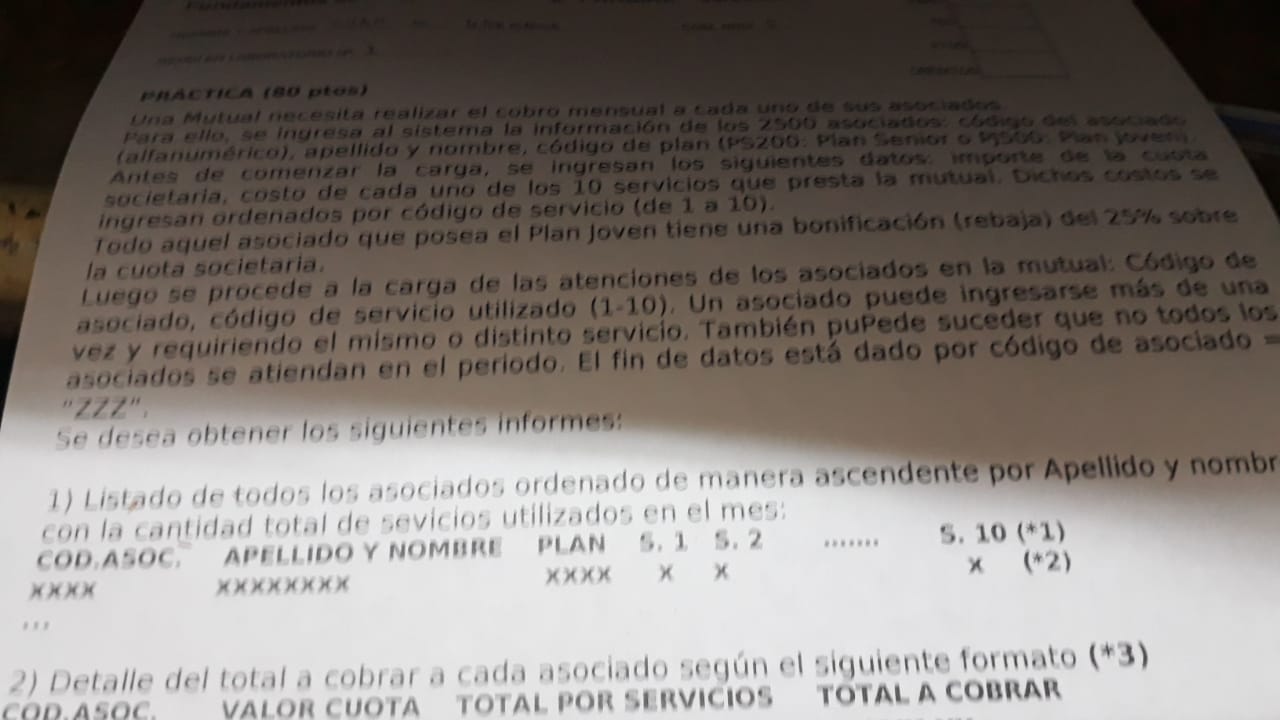 PRÁCTICA (80 ptos)
Una Mutual necesita realizar el cobro mensual a cada uno de sus asociados.
Para ello, se ingresa al sistema la información de los 2500 asociados: código del asociado
(alfanumérico), apellido y nombre, código de plan (PS200: Plan Senior o PJ500: Plan Joven).
Antes de comenzar la carga, se ingresan los siguientes datos: importe de la cuota
societaria, costo de cada uno de los 10 servicios que presta la mutual. Dichos costos se
ingresan ordenados por código de servicio (de 1 a 10).
Todo aquel asociado que posea el Plan Joven tiene una bonificación (rebaja) del 25% sobre
la cuota societaria.
Luego se procede a la carga de las atenciones de los asociados en la mutual: Código de
asociado, código de servicio utilizado (1-10). Un asociado puede ingresarse más de una
vez y requiriendo el mismo o distinto servicio. También puPede suceder que no todos los
asociados se atiendan en el periodo. El fin de datos está dado por código de asociado =
"ZZZ".
Se desea obtener los siguientes informes:
1) Listado de todos los asociados ordenado de manera ascendente por Apellido y nombr
con la cantidad total de sevicios utilizados en el mes:
COD.ASOC. APELLIDO Y NOMBRE PLAN S. 1 S. 2 ....... S. 10 (*1)
XXXX XXXXXXXX XXXX X X X (*2)
...
2) Detalle del total a cobrar a cada asociado según el siguiente formato (*3)
COD.ASOC. VALOR CUOTA TOTAL POR SERVICIOS TOTAL A COBRAR